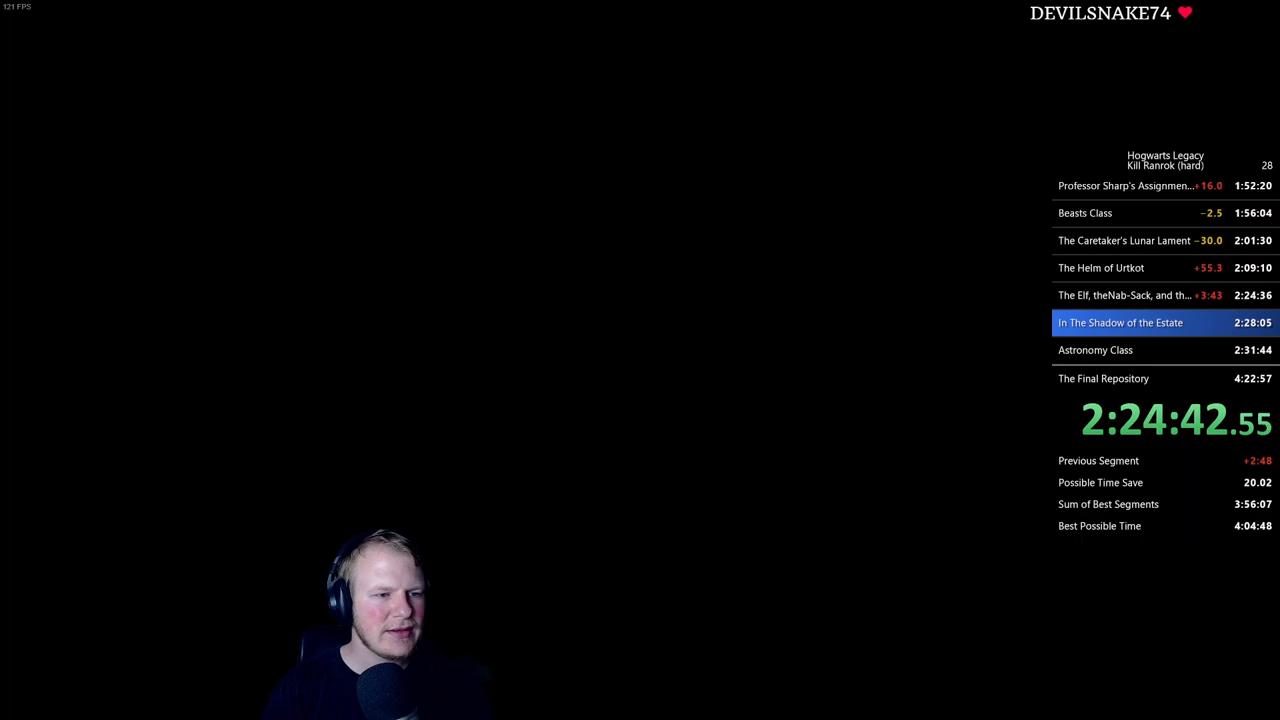 121 FPS
DEVILSNAKE74 ♥
Hogwarts Legacy
Kill Ranrok (hard) 28
Professor Sharp's Assignmen... +16.0 1:52:20
Beasts Class −2.5 1:56:04
The Caretaker's Lunar Lament −30.0 2:01:30
The Helm of Urtkot +55.3 2:09:10
The Elf, theNab-Sack, and th... +3:43 2:24:36
In The Shadow of the Estate 2:28:05
Astronomy Class 2:31:44
The Final Repository 4:22:57
2:24:42.55
Previous Segment +2:48
Possible Time Save 20.02
Sum of Best Segments 3:56:07
Best Possible Time 4:04:48